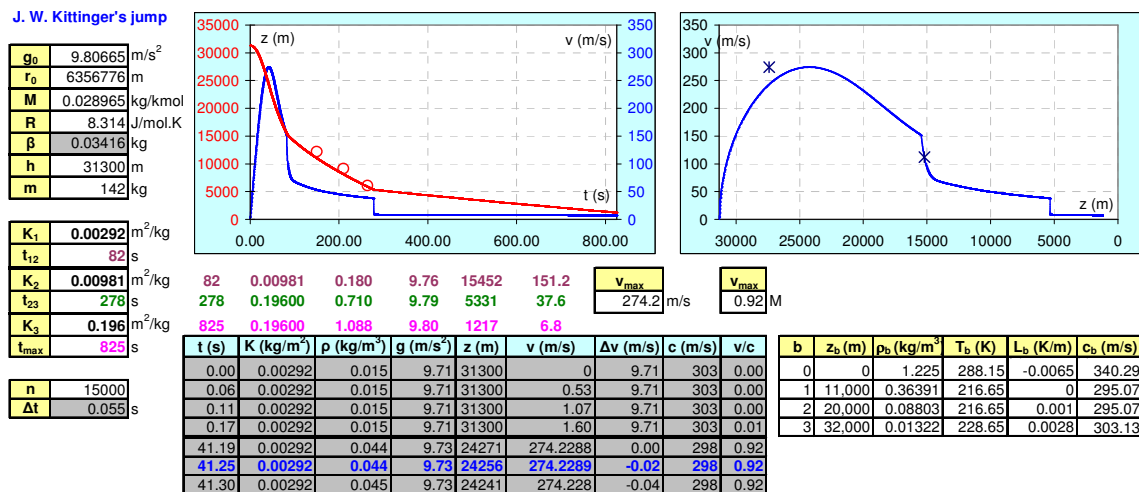 J. W. Kittinger's jump
g₀ 9.80665 m/s²
r₀ 6356776 m
M 0.028965 kg/kmol
R 8.314 J/mol.K
β 0.03416 kg
h 31300 m
m 142 kg
K₁ 0.00292 m²/kg
t₁₂ 82 s
K₂ 0.00981 m²/kg
t₂₃ 278 s
K₃ 0.196 m²/kg
tmax 825 s
n 15000
Δt 0.055 s
z (m) v (m/s)
35000 350
30000 300
25000 250
20000 200
15000 150
10000 100
5000 50
0 0
t (s)
0.00 200.00 400.00 600.00 800.00
v (m/s)
350
300
250
200
150
100
50
0
z (m)
30000 25000 20000 15000 10000 5000 0
82 0.00981 0.180 9.76 15452 151.2
278 0.19600 0.710 9.79 5331 37.6
825 0.19600 1.088 9.80 1217 6.8
vmax
274.2 m/s
vmax
0.92 M
t (s) K (kg/m²) ρ (kg/m³) g (m/s²) z (m) v (m/s) Δv (m/s) c (m/s) v/c
0.00 0.00292 0.015 9.71 31300 0 9.71 303 0.00
0.06 0.00292 0.015 9.71 31300 0.53 9.71 303 0.00
0.11 0.00292 0.015 9.71 31300 1.07 9.71 303 0.00
0.17 0.00292 0.015 9.71 31300 1.60 9.71 303 0.01
41.19 0.00292 0.044 9.73 24271 274.2288 0.00 298 0.92
41.25 0.00292 0.044 9.73 24256 274.2289 -0.02 298 0.92
41.30 0.00292 0.045 9.73 24241 274.228 -0.04 298 0.92
b z_b (m) ρ_b (kg/m³ T_b (K) L_b (K/m) c_b (m/s)
0 0 1.225 288.15 -0.0065 340.29
1 11,000 0.36391 216.65 0 295.07
2 20,000 0.08803 216.65 0.001 295.07
3 32,000 0.01322 228.65 0.0028 303.13